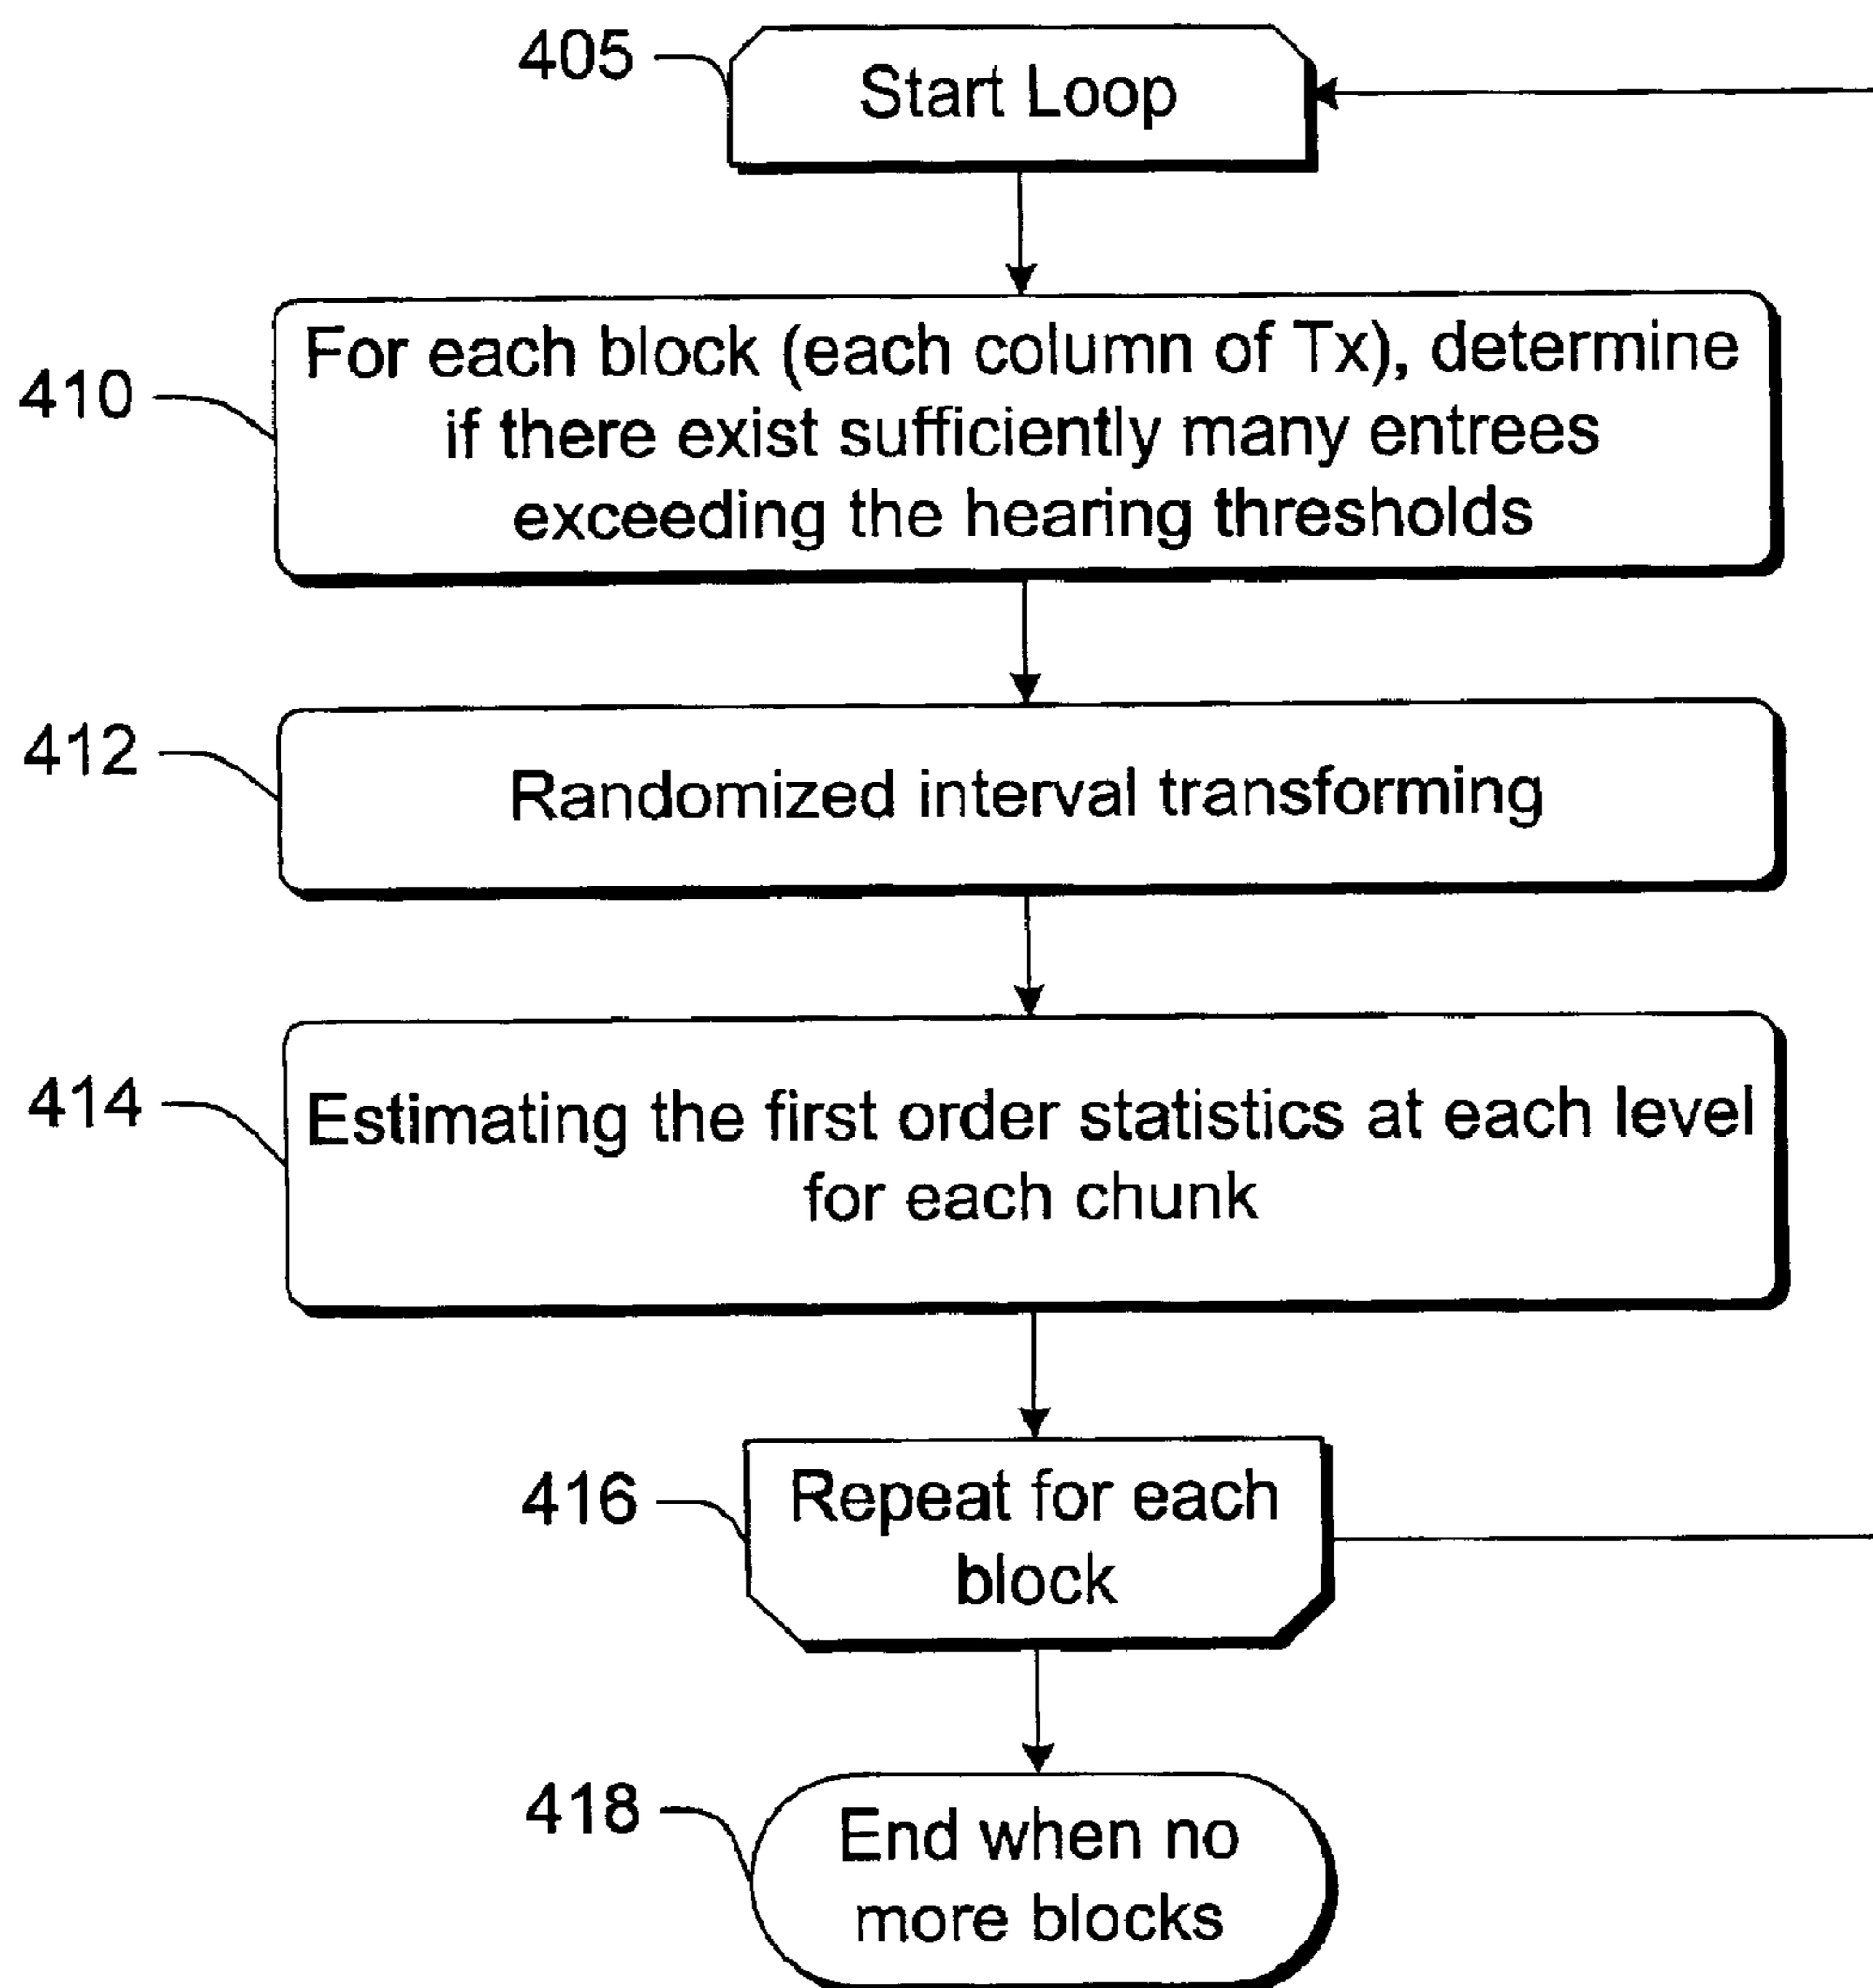 405
Start Loop
410
For each block (each column of Tx), determine
if there exist sufficiently many entrees
exceeding the hearing thresholds
412
Randomized interval transforming
414
Estimating the first order statistics at each level
for each chunk
416
Repeat for each
block
418
End when no
more blocks